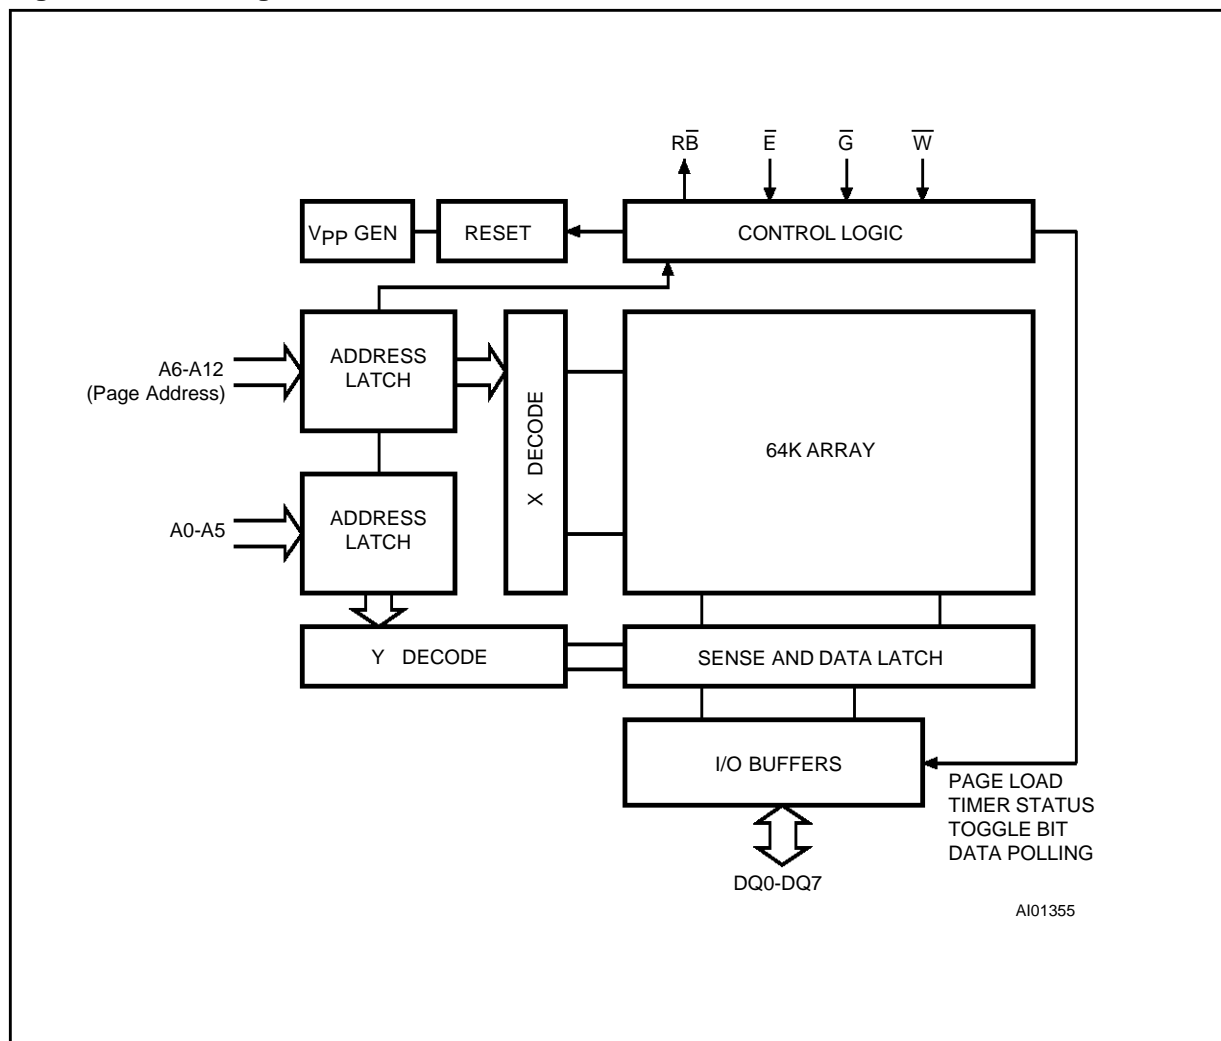 RB̅ E̅ G̅ W̅
VPP GEN
RESET
CONTROL LOGIC
A6-A12
(Page Address)
ADDRESS
LATCH
X DECODE
64K ARRAY
A0-A5
ADDRESS
LATCH
Y DECODE
SENSE AND DATA LATCH
I/O BUFFERS
PAGE LOAD
TIMER STATUS
TOGGLE BIT
DATA POLLING
DQ0-DQ7
AI01355